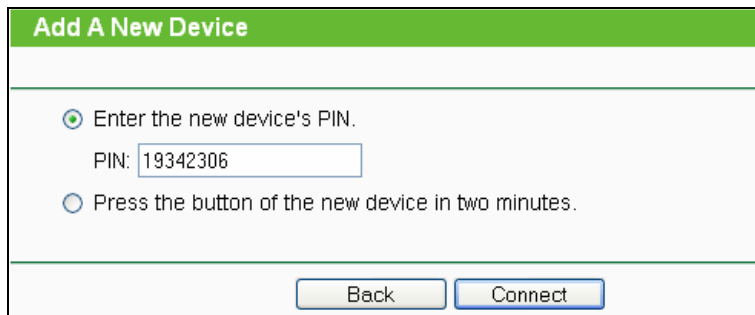 Add A New Device
Enter the new device's PIN.
PIN: 19342306
Press the button of the new device in two minutes.
Back Connect